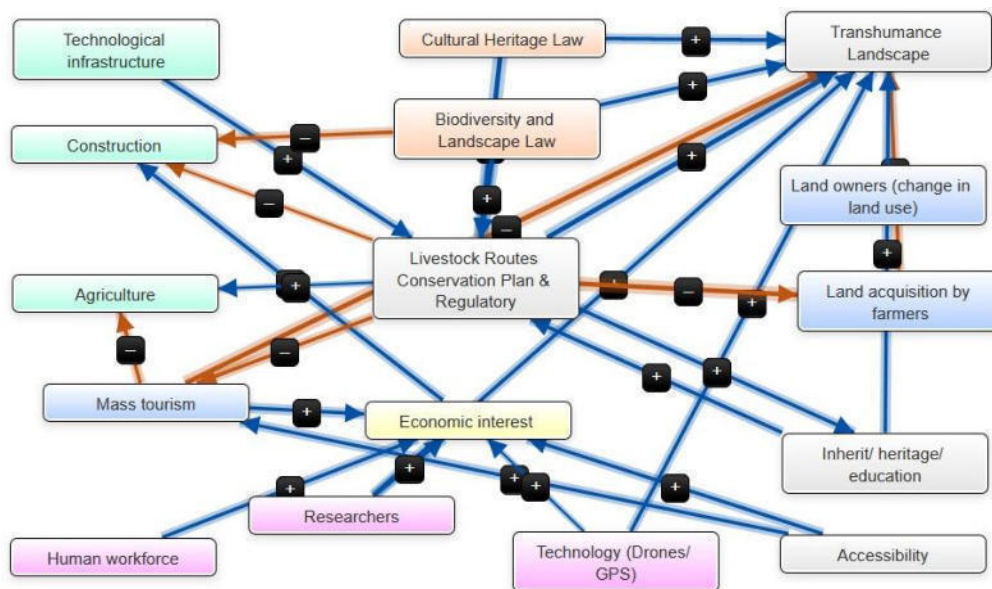 Technological
infrastructure
Cultural Heritage Law
Transhumance
Landscape
+
Construction
–
Biodiversity and
Landscape Law
+
+
+
+
–
–
Land owners (change in
land use)
Livestock Routes
Conservation Plan &
Regulatory
+
+
Agriculture
+
–
+
Land acquisition by
farmers
–
–
+
+
Mass tourism
+
Economic interest
Inherit/ heritage/
education
+
+
+
+
+
Researchers
Human workforce
Technology (Drones/
GPS)
Accessibility